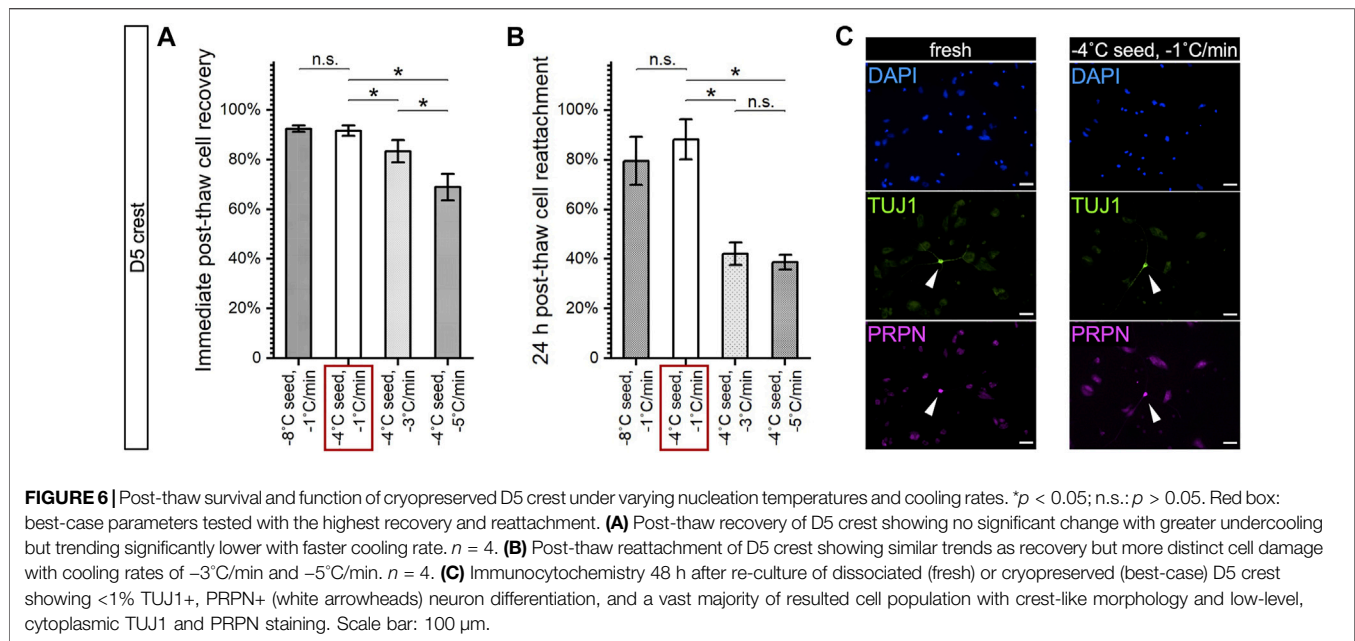 D5 crest
A
Immediate post-thaw cell recovery
100%
80%
60%
40%
20%
0
n.s.
*
*
*
-8°C seed,
-1°C/min
-4°C seed,
-1°C/min
-4°C seed,
-3°C/min
-4°C seed,
-5°C/min
B
24 h post-thaw cell reattachment
100%
80%
60%
40%
20%
0
n.s.
*
*
n.s.
-8°C seed,
-1°C/min
-4°C seed,
-1°C/min
-4°C seed,
-3°C/min
-4°C seed,
-5°C/min
C
fresh
-4°C seed, -1°C/min
DAPI
DAPI
TUJ1
TUJ1
PRPN
PRPN
FIGURE 6 | Post-thaw survival and function of cryopreserved D5 crest under varying nucleation temperatures and cooling rates. *p < 0.05; n.s.: p > 0.05. Red box:
best-case parameters tested with the highest recovery and reattachment. (A) Post-thaw recovery of D5 crest showing no significant change with greater undercooling
but trending significantly lower with faster cooling rate. n = 4. (B) Post-thaw reattachment of D5 crest showing similar trends as recovery but more distinct cell damage
with cooling rates of −3°C/min and −5°C/min. n = 4. (C) Immunocytochemistry 48 h after re-culture of dissociated (fresh) or cryopreserved (best-case) D5 crest
showing <1% TUJ1+, PRPN+ (white arrowheads) neuron differentiation, and a vast majority of resulted cell population with crest-like morphology and low-level,
cytoplasmic TUJ1 and PRPN staining. Scale bar: 100 μm.